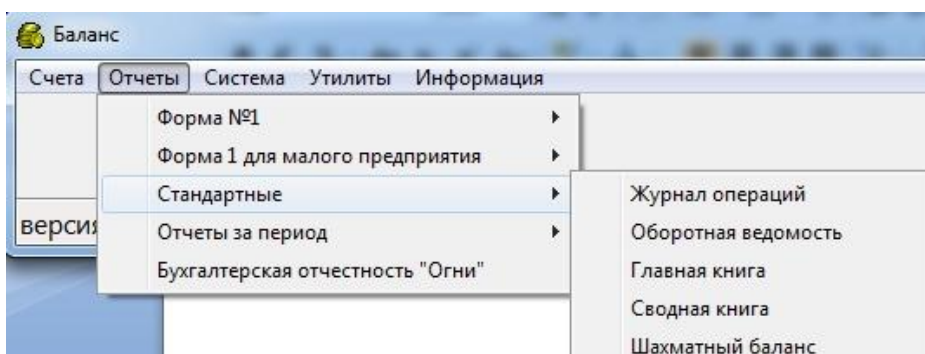 Баланс
Счета Отчеты Система Утилиты Информация
Форма №1
Форма 1 для малого предприятия
Стандартные
Отчеты за период
Бухгалтерская отчестность "Огни"
версия
Журнал операций
Оборотная ведомость
Главная книга
Сводная книга
Шахматный баланс